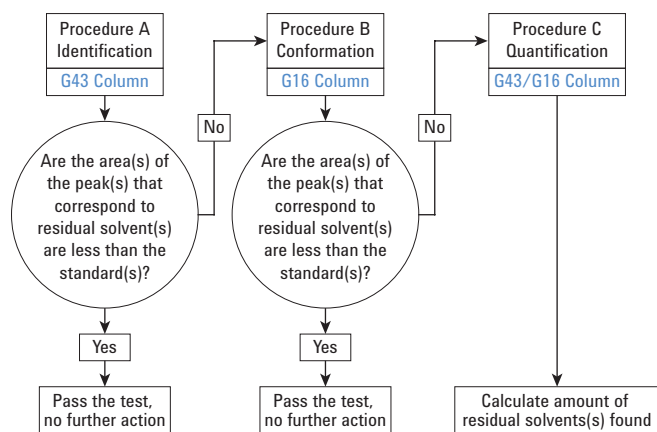 Procedure A
Identification
G43 Column
No
Are the area(s) of
the peak(s) that
correspond to
residual solvent(s)
are less than the
standard(s)?
Yes
Pass the test,
no further action
Procedure B
Conformation
G16 Column
No
Are the area(s) of
the peak(s) that
correspond to
residual solvent(s)
are less than the
standard(s)?
Yes
Pass the test,
no further action
Procedure C
Quantification
G43/G16 Column
Calculate amount of
residual solvents(s) found